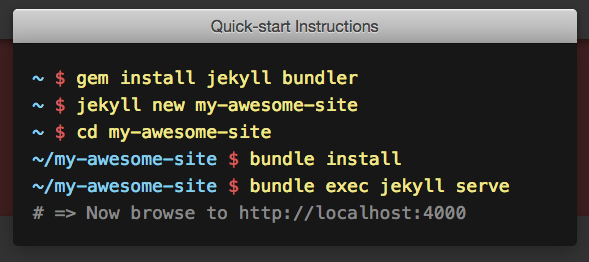 Quick-start Instructions
~ $ gem install jekyll bundler
~ $ jekyll new my-awesome-site
~ $ cd my-awesome-site
~/my-awesome-site $ bundle install
~/my-awesome-site $ bundle exec jekyll serve
# => Now browse to http://localhost:4000